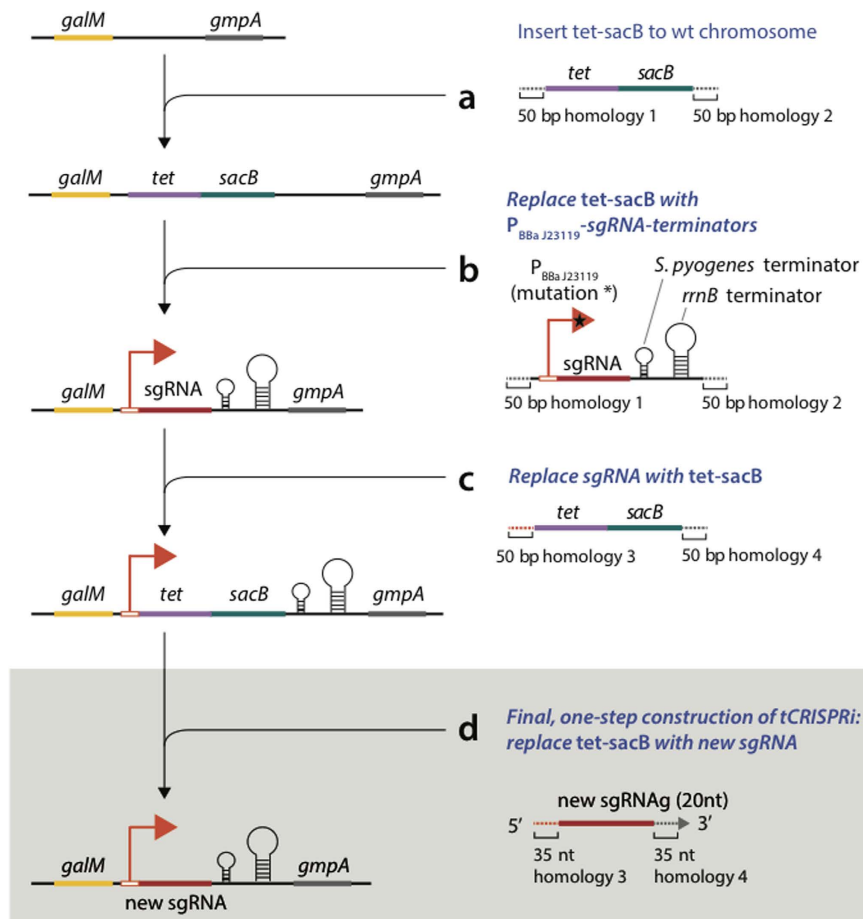 galM gmpA
Insert tet-sacB to wt chromosome
a
tet sacB
50 bp homology 1 50 bp homology 2
galM tet sacB gmpA
Replace tet-sacB with
P BBa J23119-sgRNA-terminators
b
P BBa J23119
(mutation *)
S. pyogenes terminator
rrnB terminator
sgRNA
50 bp homology 1 50 bp homology 2
sgRNA
galM gmpA
c
Replace sgRNA with tet-sacB
tet sacB
50 bp homology 3 50 bp homology 4
galM tet sacB gmpA
d
Final, one-step construction of tCRISPRi:
replace tet-sacB with new sgRNA
new sgRNAg (20nt)
5′ 3′
35 nt
homology 3
35 nt
homology 4
galM gmpA
new sgRNA